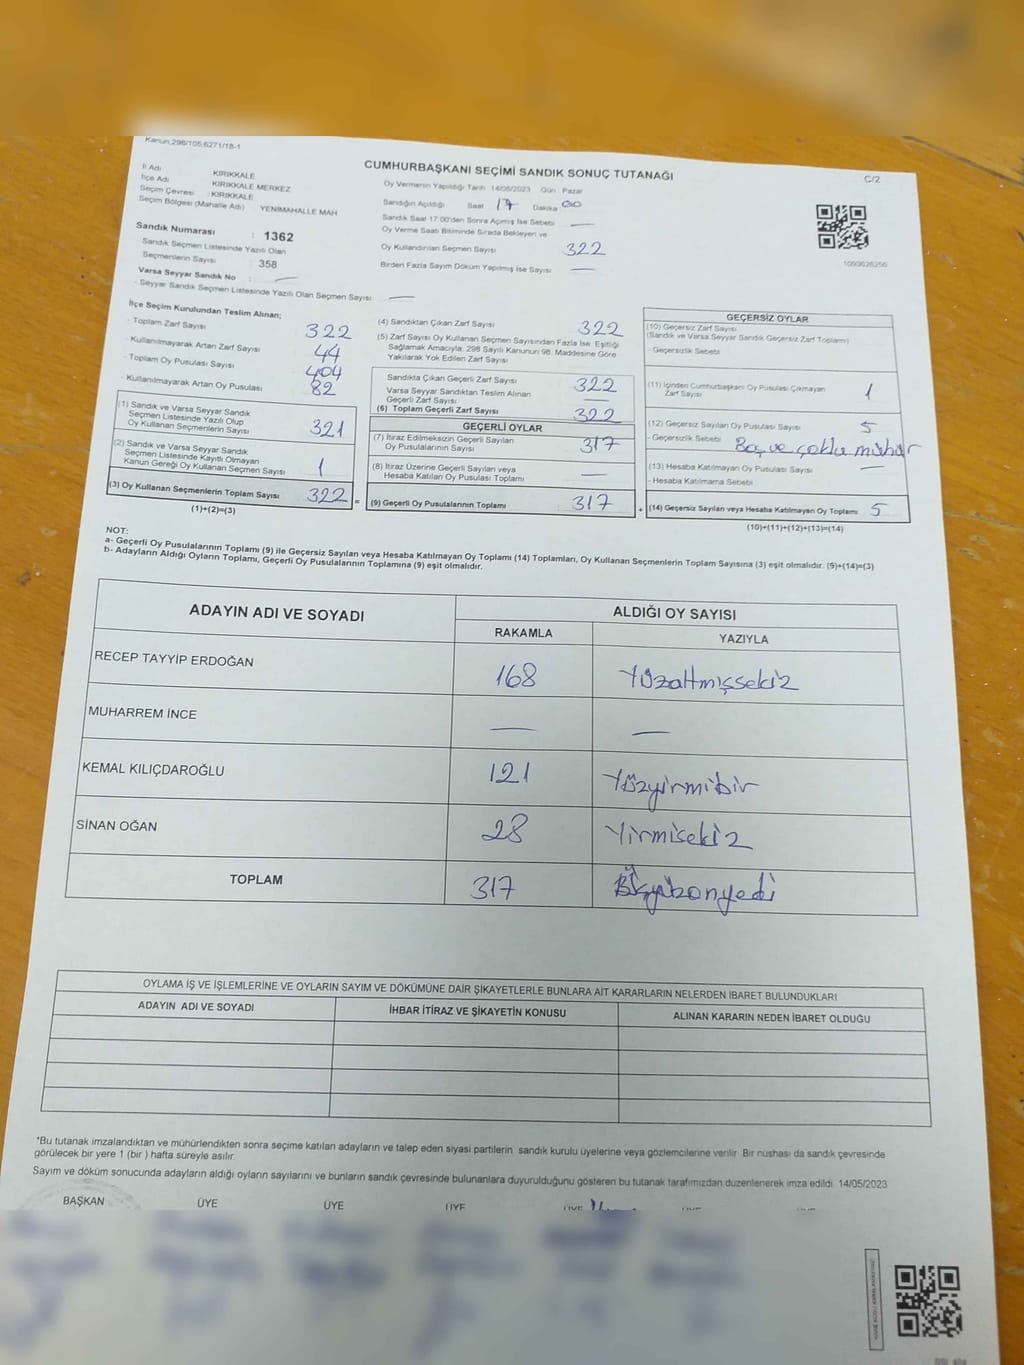 Kanun;298/105;6271/18-1
CUMHURBAŞKANI SEÇİMİ SANDIK SONUÇ TUTANAĞI
C/2
İl Adı KIRIKKALE
İlçe Adı KIRIKKALE MERKEZ
Seçim Çevresi : KIRIKKALE
Seçim Bölgesi (Mahalle Adı) YENİMAHALLE MAH
Sandık Numarası : 1362
Sandık Seçmen Listesinde Yazılı Olan
Seçmenlerin Sayısı : 358
Varsa Seyyar Sandık No —
- Seyyar Sandık Seçmen Listesinde Yazılı Olan Seçmen Sayısı: —
Oy Vermenin Yapıldığı Tarih 14/05/2023 Gün : Pazar
Sandığın Açıldığı Saat 17 Dakika 00
Sandık Saat 17:00'den Sonra Açılmış İse Sebebi —
Oy Verme Saati Bitiminde Sırada Bekleyen ve
Oy Kullandırılan Seçmen Sayısı 322
Birden Fazla Sayım Döküm Yapılmış İse Sayısı —
İlçe Seçim Kurulundan Teslim Alınan;
- Toplam Zarf Sayısı 322
- Kullanılmayarak Artan Zarf Sayısı 44
- Toplam Oy Pusulası Sayısı 404
- Kullanılmayarak Artan Oy Pusulası 82
(1) Sandık ve Varsa Seyyar Sandık
Seçmen Listesinde Yazılı Olup
Oy Kullanan Seçmenlerin Sayısı 321
(2) Sandık ve Varsa Seyyar Sandık
Seçmen Listesinde Kayıtlı Olmayan
Kanun Gereği Oy Kullanan Seçmen Sayısı 1
(3) Oy Kullanan Seçmenlerin Toplam Sayısı 322 =
(1)+(2)=(3)
(4) Sandıktan Çıkan Zarf Sayısı 322
(5) Zarf Sayısı Oy Kullanan Seçmen Sayısından Fazla İse, Eşitliği
Sağlamak Amacıyla; 298 Sayılı Kanunun 98. Maddesine Göre
Yakılarak Yok Edilen Zarf Sayısı
Sandıkta Çıkan Geçerli Zarf Sayısı 322
Varsa Seyyar Sandıktan Teslim Alınan
Geçerli Zarf Sayısı —
(6) Toplam Geçerli Zarf Sayısı 322
GEÇERLİ OYLAR
(7) İtiraz Edilmeksizin Geçerli Sayılan
Oy Pusulası Sayısı 317
(8) İtiraz Üzerine Geçerli Sayılan veya
Hesaba Katılan Oy Pusulası Toplamı —
(9) Geçerli Oy Pusulalarının Toplamı 317 +
GEÇERSİZ OYLAR
(10) Geçersiz Zarf Sayısı
(Sandık ve Varsa Seyyar Sandık Geçersiz Zarf Toplamı)
- Geçersizlik Sebebi
(11) İçinden Cumhurbaşkanı Oy Pusulası Çıkmayan
Zarf Sayısı 1
(12) Geçersiz Sayılan Oy Pusulası Sayısı 5
- Geçersizlik Sebebi Boş ve çoklu mühür
(13) Hesaba Katılmayan Oy Pusulası Sayısı —
- Hesaba Katılmama Sebebi
(14) Geçersiz Sayılan veya Hesaba Katılmayan Oy Toplamı 5
(10)+(11)+(12)+(13)=(14)
NOT:
a- Geçerli Oy Pusulalarının Toplamı (9) ile Geçersiz Sayılan veya Hesaba Katılmayan Oy Toplamı (14) Toplamları, Oy Kullanan Seçmenlerin Toplam Sayısına (3) eşit olmalıdır. (9)+(14)=(3)
b- Adayların Aldığı Oyların Toplamı, Geçerli Oy Pusulalarının Toplamına (9) eşit olmalıdır.
ADAYIN ADI VE SOYADI ALDIĞI OY SAYISI
RAKAMLA YAZIYLA
RECEP TAYYİP ERDOĞAN 168 Yüzaltmışsekiz
MUHARREM İNCE — —
KEMAL KILIÇDAROĞLU 121 Yüzyirmibir
SİNAN OĞAN 28 Yirmisekiz
TOPLAM 317
OYLAMA İŞ VE İŞLEMLERİNE VE OYLARIN SAYIM VE DÖKÜMÜNE DAİR ŞİKAYETLERLE BUNLARA AİT KARARLARIN NELERDEN İBARET BULUNDUKLARI
ADAYIN ADI VE SOYADI İHBAR İTİRAZ VE ŞİKAYETİN KONUSU ALINAN KARARIN NEDEN İBARET OLDUĞU
*Bu tutanak imzalandıktan ve mühürlendikten sonra seçime katılan adayların ve talep eden siyasi partilerin sandık kurulu üyelerine veya gözlemcilerine verilir. Bir nüshası da sandık çevresinde
görülecek bir yere 1 (bir ) hafta süreyle asılır.
Sayım ve döküm sonucunda adayların aldığı oyların sayılarını ve bunların sandık çevresinde bulunanlara duyurulduğunu gösteren bu tutanak tarafımızdan düzenlenerek imza edildi. 14/05/2023
BAŞKAN ÜYE ÜYE ÜYE ÜYE ÜYE ÜYE